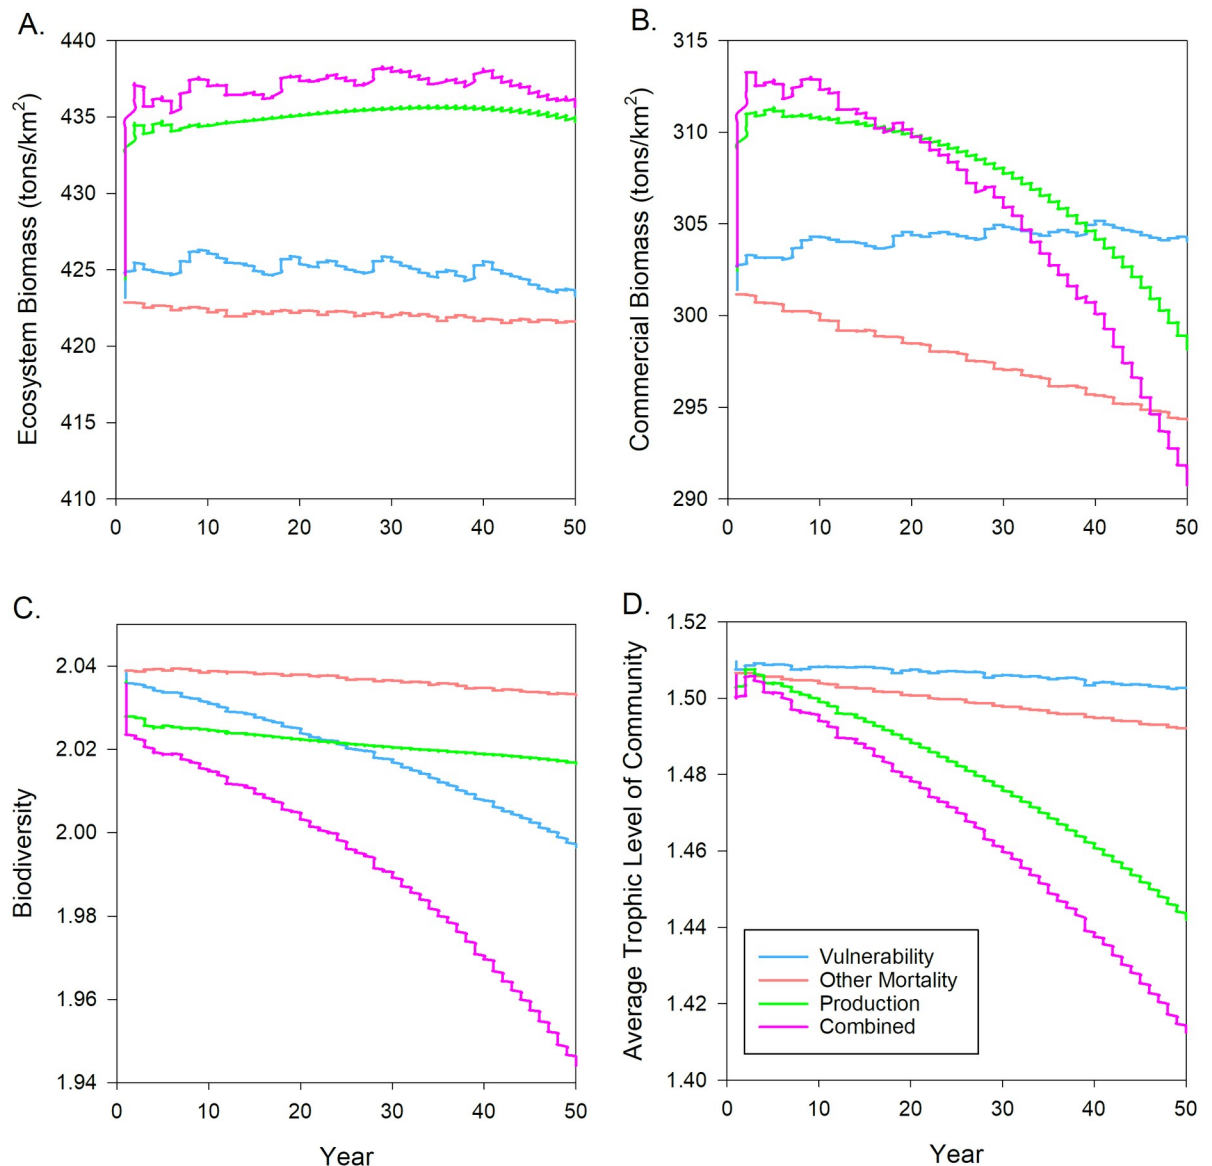 A.
Ecosystem Biomass (tons/km2)
440
435
430
425
420
415
410
0 10 20 30 40 50
B.
Commercial Biomass (tons/km2)
315
310
305
300
295
290
0 10 20 30 40 50
C.
Biodiversity
2.04
2.02
2.00
1.98
1.96
1.94
0 10 20 30 40 50
Year
D.
Average Trophic Level of Community
1.52
1.50
1.48
1.46
1.44
1.42
1.40
Vulnerability
Other Mortality
Production
Combined
0 10 20 30 40 50
Year